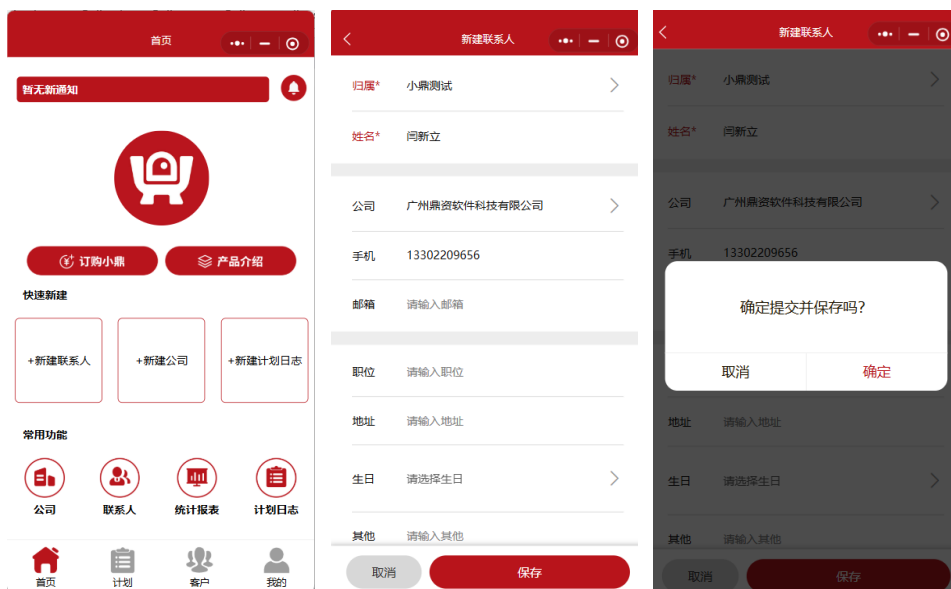 首页
暂无新通知
订购小鼎
产品介绍
快速新建
+新建联系人
+新建公司
+新建计划日志
常用功能
公司
联系人
统计报表
计划日志
首页
计划
客户
我的
新建联系人
归属* 小鼎测试
姓名* 闫新立
公司 广州鼎资软件科技有限公司
手机 13302209656
邮箱 请输入邮箱
职位 请输入职位
地址 请输入地址
生日 请选择生日
其他 请输入其他
取消
保存
新建联系人
归属* 小鼎测试
姓名* 闫新立
公司 广州鼎资软件科技有限公司
手机 13302209656
确定提交并保存吗?
取消
确定
地址 请输入地址
生日 请选择生日
其他 请输入其他
取消
保存